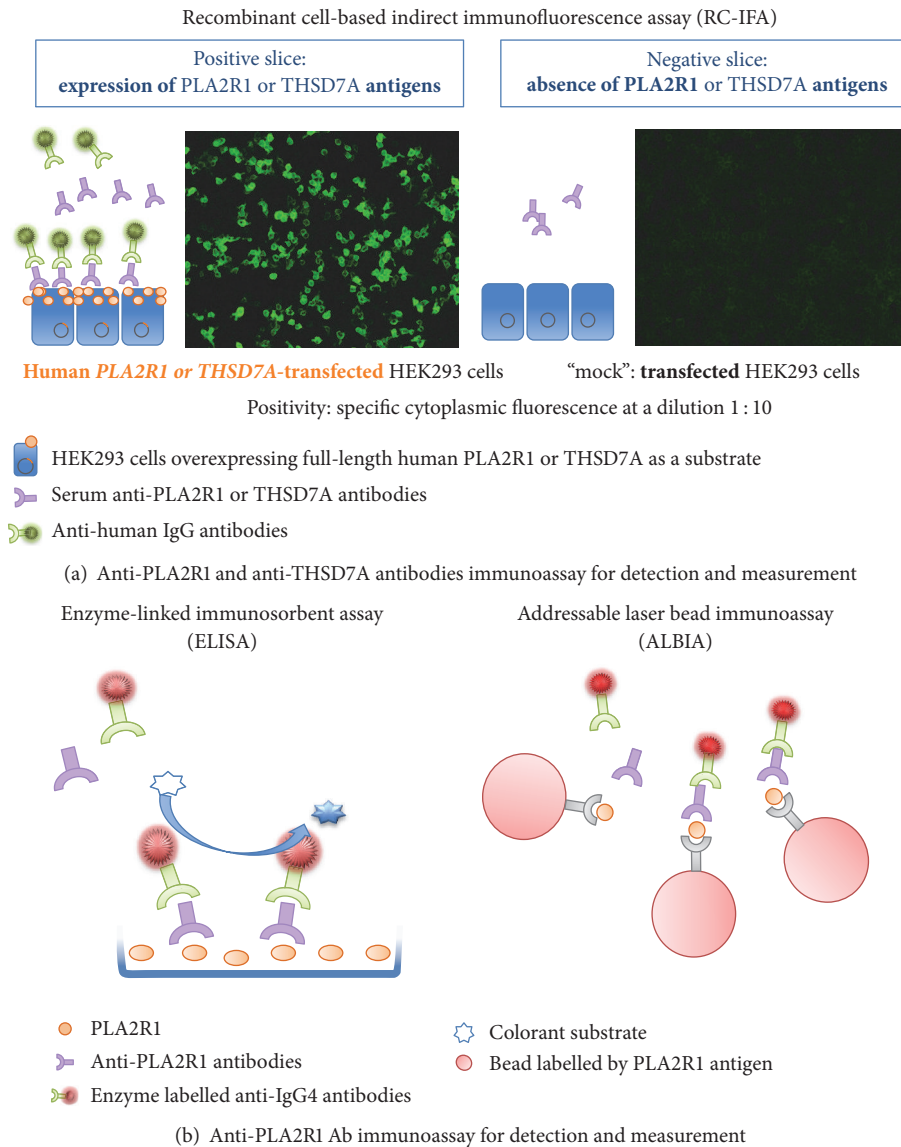 Recombinant cell-based indirect immunofluorescence assay (RC-IFA)
Positive slice:
expression of PLA2R1 or THSD7A antigens
Negative slice:
absence of PLA2R1 or THSD7A antigens
Human PLA2R1 or THSD7A-transfected HEK293 cells
“mock”: transfected HEK293 cells
Positivity: specific cytoplasmic fluorescence at a dilution 1 : 10
HEK293 cells overexpressing full-length human PLA2R1 or THSD7A as a substrate
Serum anti-PLA2R1 or THSD7A antibodies
Anti-human IgG antibodies
(a) Anti-PLA2R1 and anti-THSD7A antibodies immunoassay for detection and measurement
Enzyme-linked immunosorbent assay
(ELISA)
Addressable laser bead immunoassay
(ALBIA)
PLA2R1
Anti-PLA2R1 antibodies
Enzyme labelled anti-IgG4 antibodies
Colorant substrate
Bead labelled by PLA2R1 antigen
(b) Anti-PLA2R1 Ab immunoassay for detection and measurement